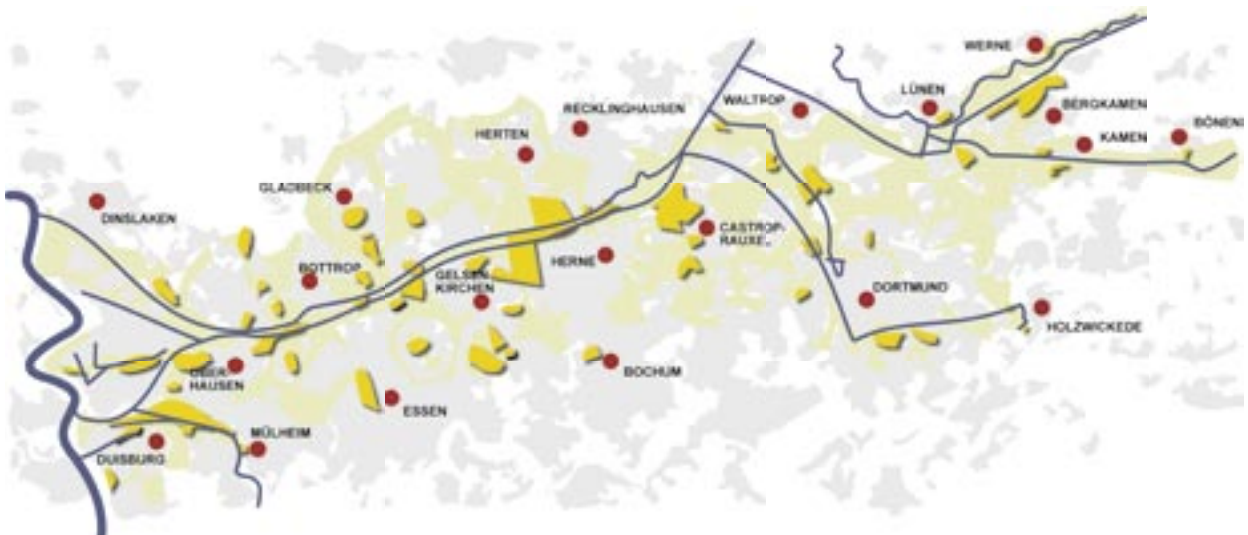 WERNE
LÜNEN
BERGKAMEN
RECKLINGHAUSEN
WALTROP
BÖNEN
KAMEN
HERTEN
GLADBECK
DINSLAKEN
CASTROP-
RAUXEL
HERNE
BOTTROP
GELSEN
KIRCHEN
DORTMUND
HOLZWICKEDE
OBER-
HAUSEN
BOCHUM
ESSEN
MÜLHEIM
DUISBURG